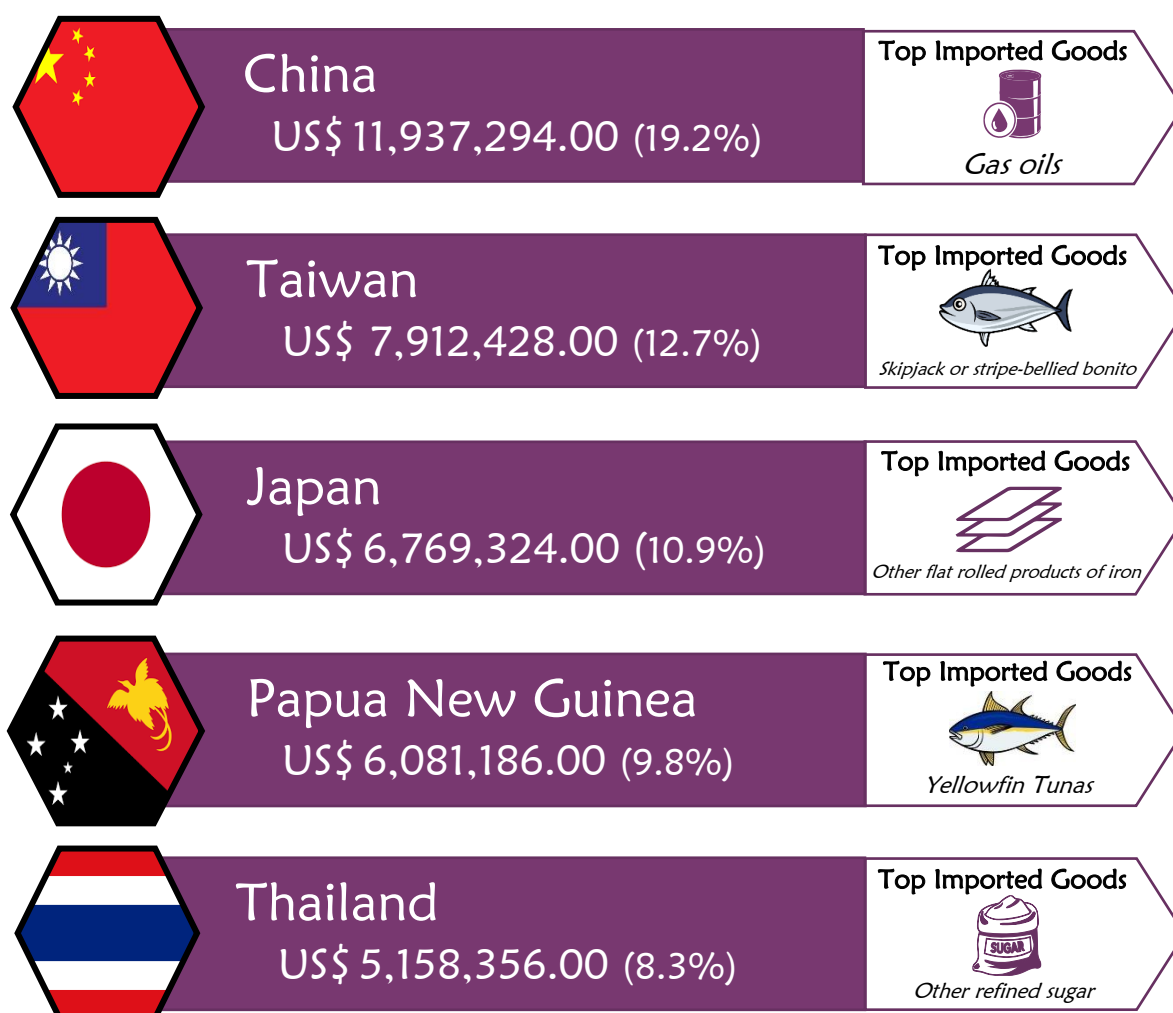 China
US$ 11,937,294.00 (19.2%)
Top Imported Goods
Gas oils
Taiwan
US$ 7,912,428.00 (12.7%)
Top Imported Goods
Skipjack or stripe-bellied bonito
Japan
US$ 6,769,324.00 (10.9%)
Top Imported Goods
Other flat rolled products of iron
Papua New Guinea
US$ 6,081,186.00 (9.8%)
Top Imported Goods
Yellowfin Tunas
Thailand
US$ 5,158,356.00 (8.3%)
Top Imported Goods
SUGAR
Other refined sugar